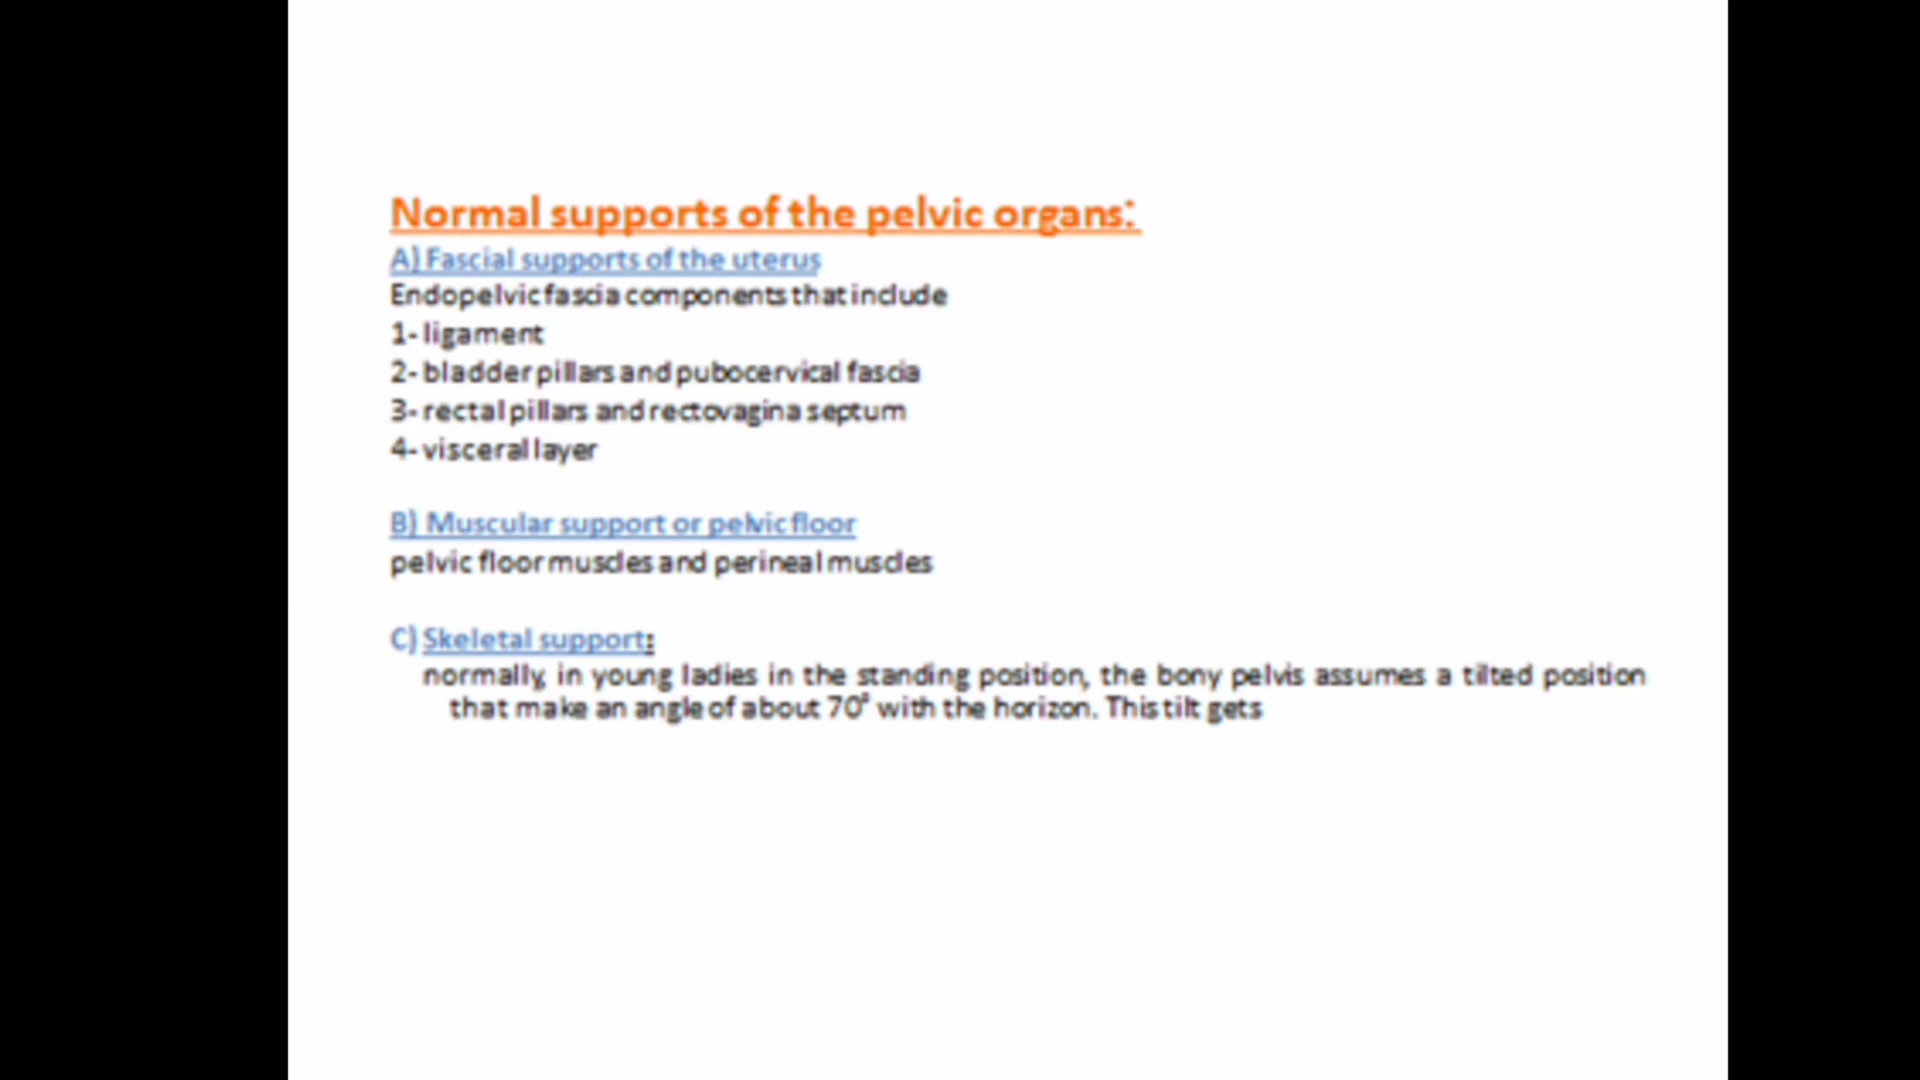 Normal supports of the pelvic organs:
A) Fascial supports of the uterus
Endopelvic fascia components that include
1- ligament
2- bladder pillars and pubocervical fascia
3- rectal pillars and rectovagina septum
4- visceral layer
B) Muscular support or pelvic floor
pelvic floor muscles and perineal muscles
C) Skeletal support:
normally, in young ladies in the standing position, the bony pelvis assumes a tilted position
that make an angle of about 70° with the horizon. This tilt gets